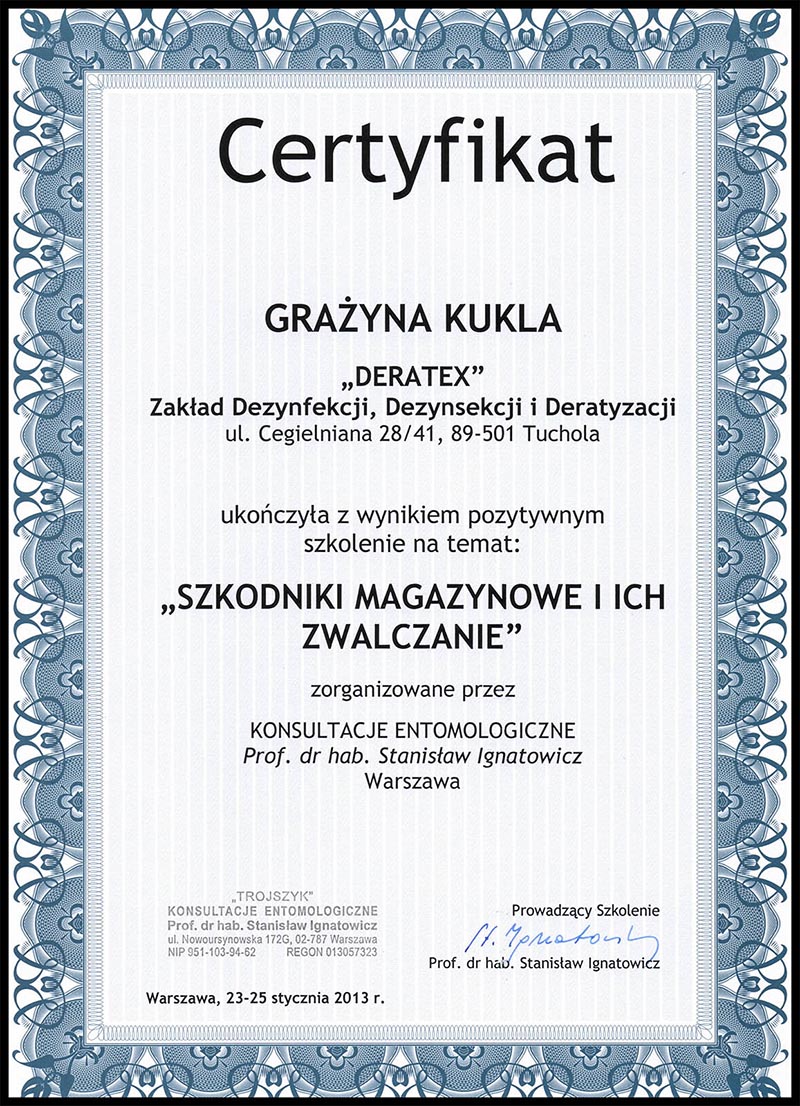 Certyfikat
GRAŻYNA KUKLA
„DERATEX”
Zakład Dezynfekcji, Dezynsekcji i Deratyzacji
ul. Cegielniana 28/41, 89-501 Tuchola
ukończyła z wynikiem pozytywnym
szkolenie na temat:
„SZKODNIKI MAGAZYNOWE I ICH
ZWALCZANIE”
zorganizowane przez
KONSULTACJE ENTOMOLOGICZNE
Prof. dr hab. Stanisław Ignatowicz
Warszawa
„TROJSZYK”
KONSULTACJE ENTOMOLOGICZNE
Prof. dr hab. Stanisław Ignatowicz
ul. Nowoursynowska 172G, 02-787 Warszawa
NIP 951-103-94-62 REGON 013057323
Prowadzący Szkolenie
St. Ignatowicz
Prof. dr hab. Stanisław Ignatowicz
Warszawa, 23-25 stycznia 2013 r.